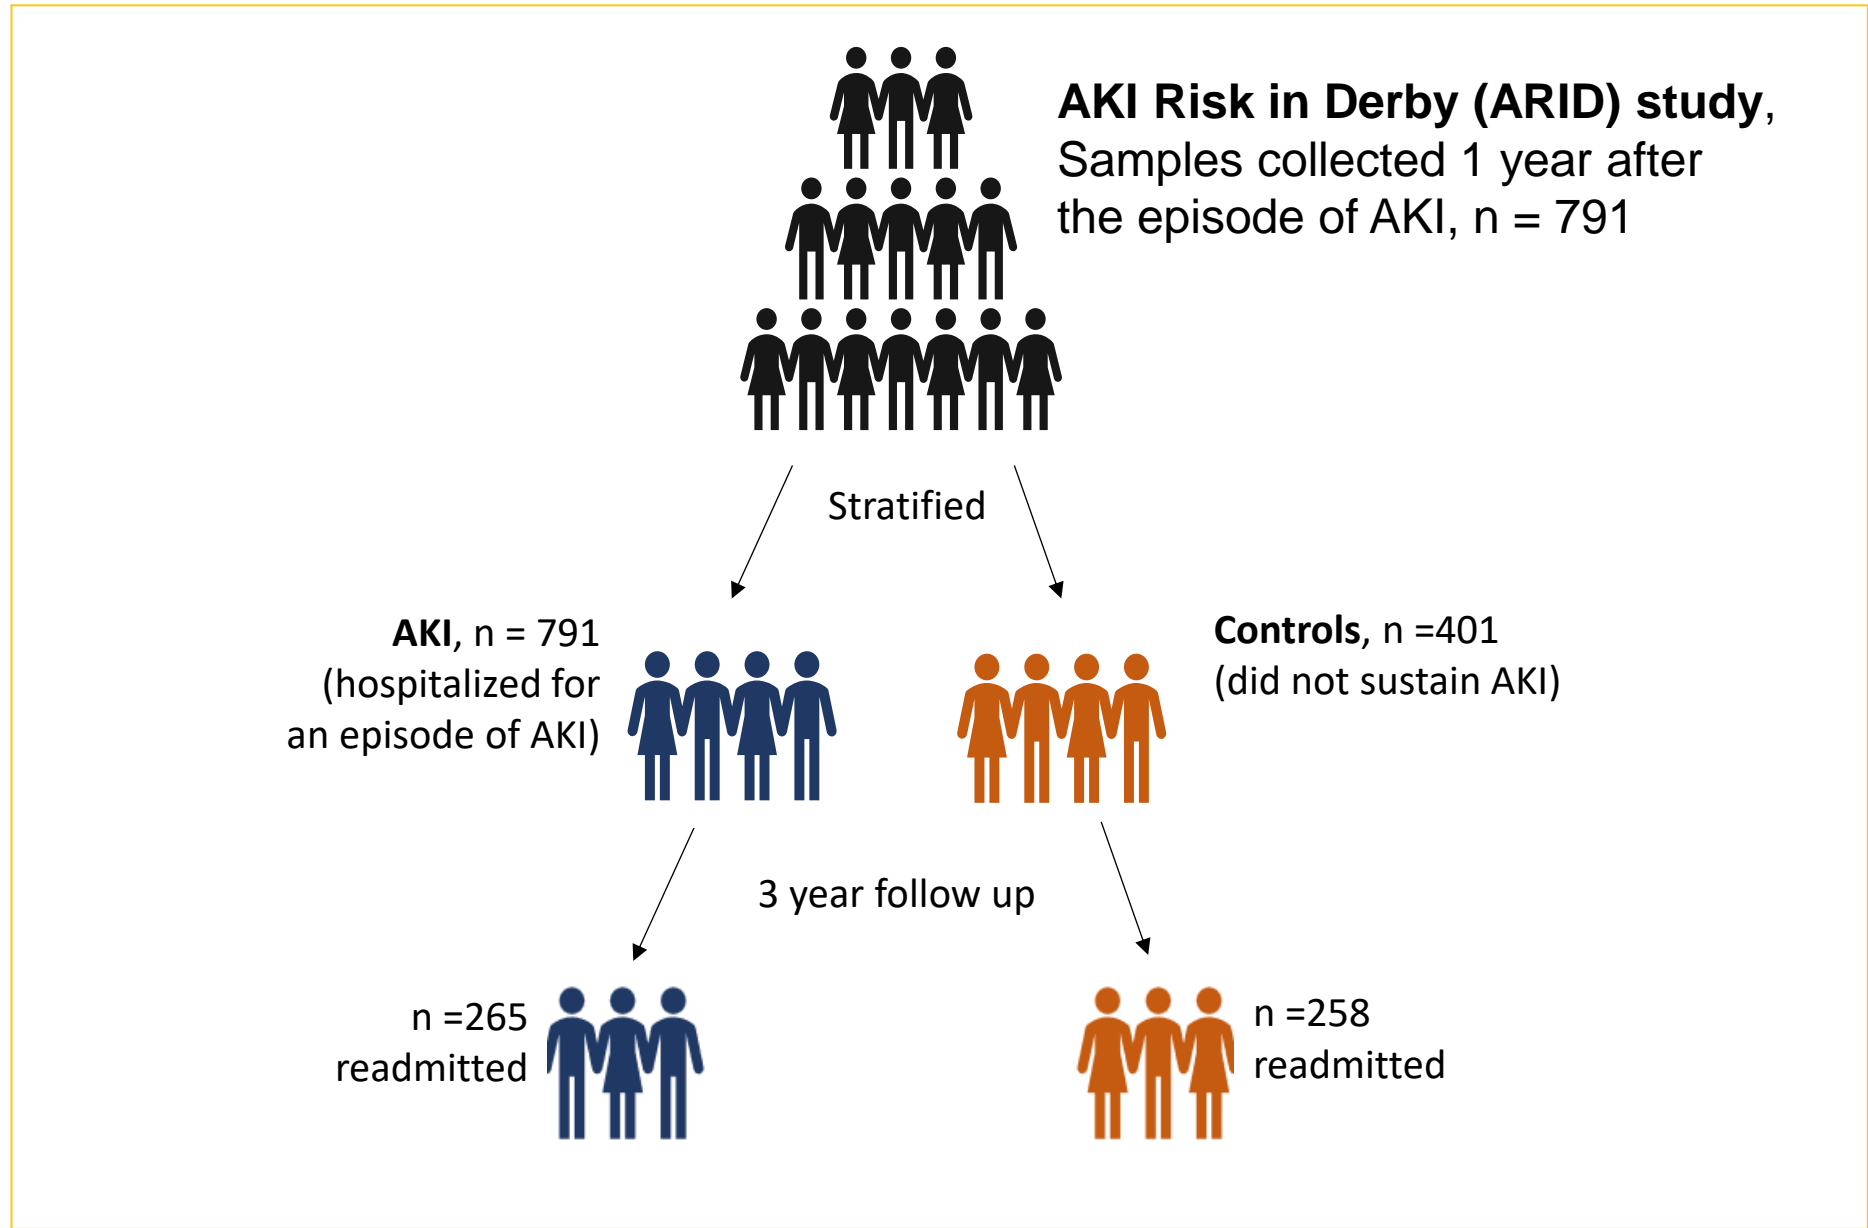 AKI Risk in Derby (ARID) study,
Samples collected 1 year after
the episode of AKI, n = 791
Stratified
AKI, n = 791
(hospitalized for
an episode of AKI)
Controls, n =401
(did not sustain AKI)
3 year follow up
n =265
readmitted
n =258
readmitted